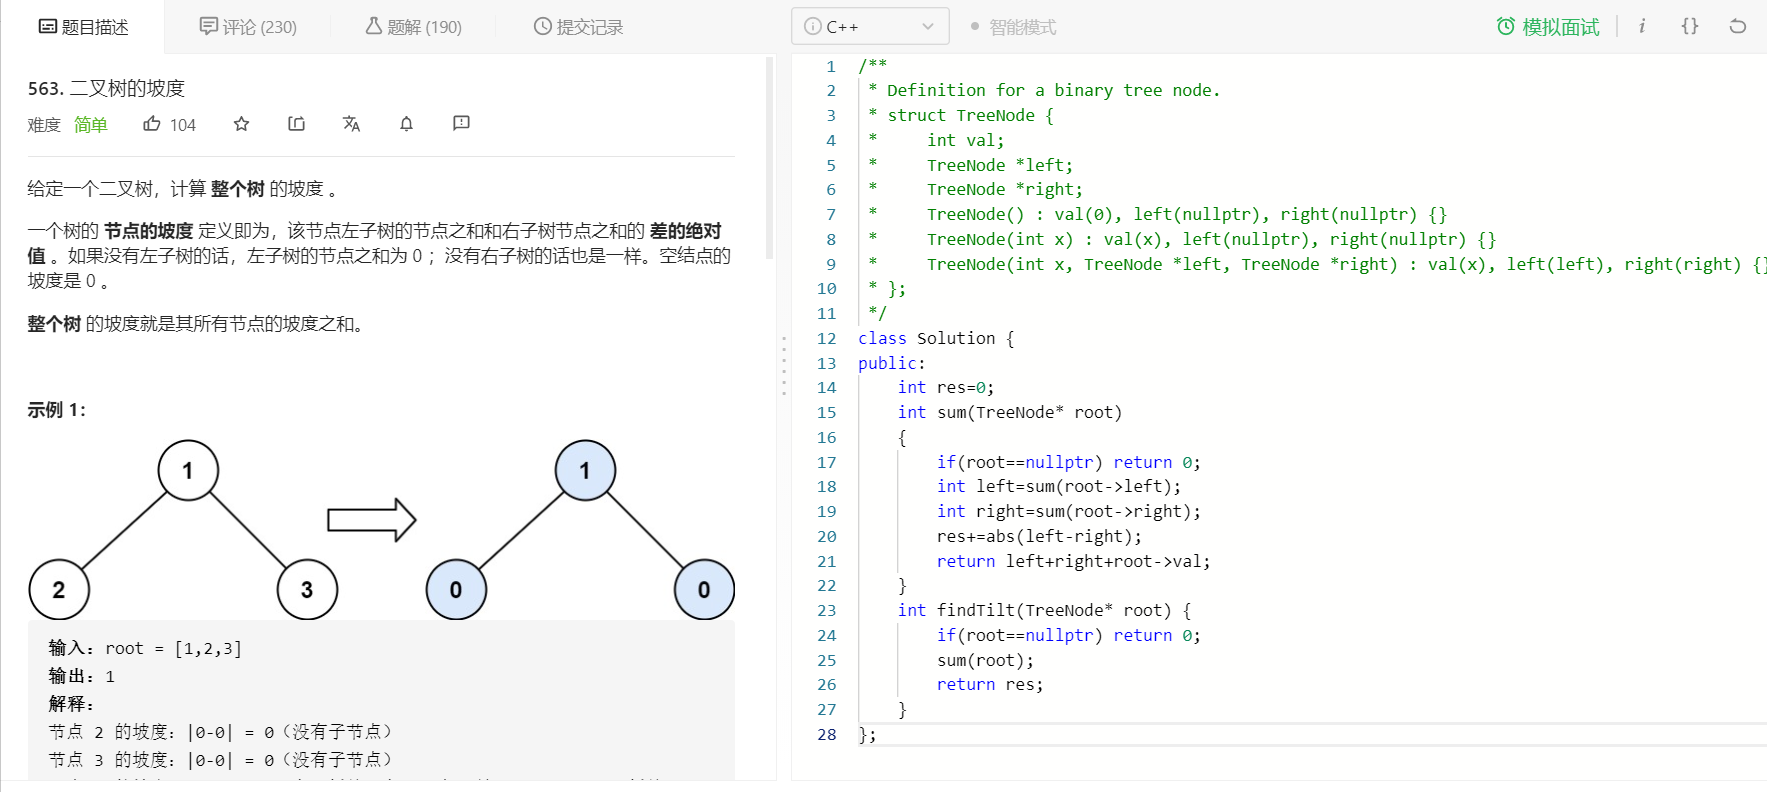 题目描述
评论 (230)
题解 (190)
提交记录
C++
智能模式
模拟面试
i
{}
563. 二叉树的坡度
难度 简单
104
给定一个二叉树，计算 整个树 的坡度 。
一个树的 节点的坡度 定义即为，该节点左子树的节点之和和右子树节点之和的 差的绝对
值 。如果没有左子树的话，左子树的节点之和为 0 ；没有右子树的话也是一样。空结点的
坡度是 0 。
整个树 的坡度就是其所有节点的坡度之和。
示例 1：
1
1
2
3
0
0
输入：root = [1,2,3]
输出：1
解释：
节点 2 的坡度：|0-0| = 0（没有子节点）
节点 3 的坡度：|0-0| = 0（没有子节点）
1 /**
2 * Definition for a binary tree node.
3 * struct TreeNode {
4 *     int val;
5 *     TreeNode *left;
6 *     TreeNode *right;
7 *     TreeNode() : val(0), left(nullptr), right(nullptr) {}
8 *     TreeNode(int x) : val(x), left(nullptr), right(nullptr) {}
9 *     TreeNode(int x, TreeNode *left, TreeNode *right) : val(x), left(left), right(right) {}
10 * };
11 */
12 class Solution {
13 public:
14     int res=0;
15     int sum(TreeNode* root)
16     {
17         if(root==nullptr) return 0;
18         int left=sum(root->left);
19         int right=sum(root->right);
20         res+=abs(left-right);
21         return left+right+root->val;
22     }
23     int findTilt(TreeNode* root) {
24         if(root==nullptr) return 0;
25         sum(root);
26         return res;
27     }
28 };